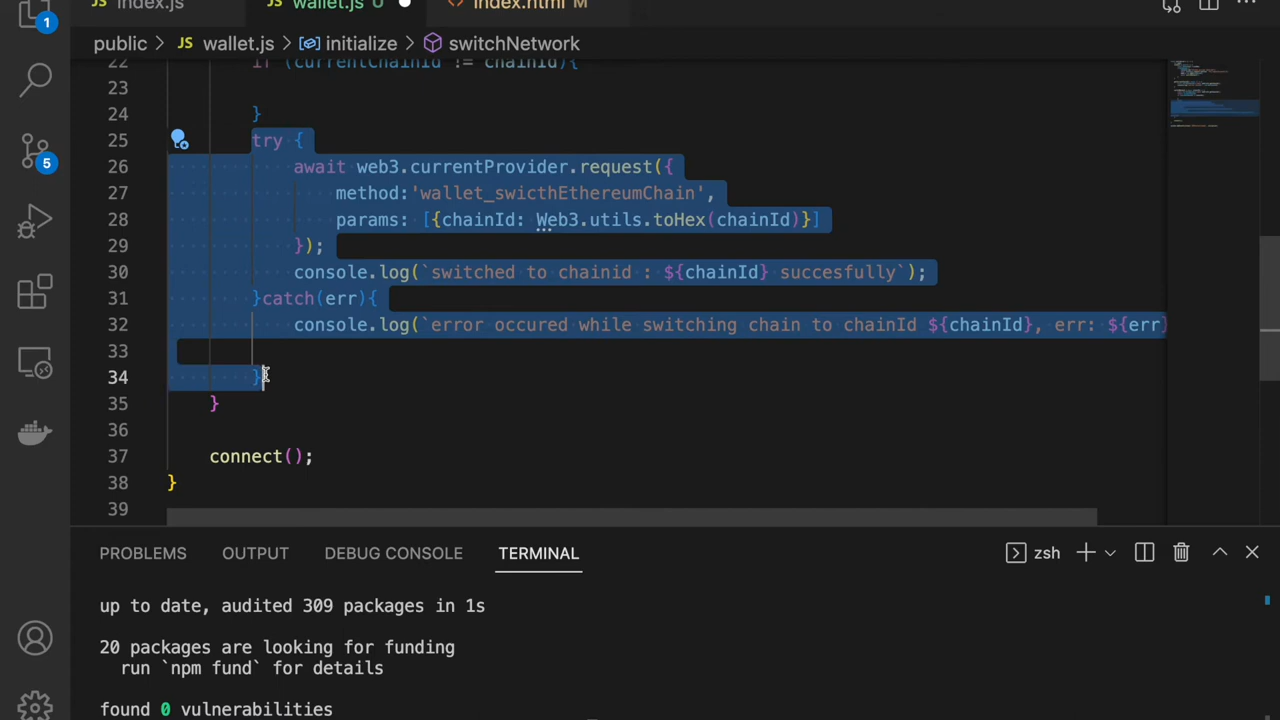 index.js
wallet.js U
index.html M
1
public > wallet.js > initialize > switchNetwork
22 if (currentChainId != chainId){
23
24 }
25 try {
26 await web3.currentProvider.request({
27 method:'wallet_swicthEthereumChain',
28 params: [{chainId: Web3.utils.toHex(chainId)}]
29 });
30 console.log(`switched to chainid : ${chainId} succesfully`);
31 }catch(err){
32 console.log(`error occured while switching chain to chainId ${chainId}, err: ${err}
33
34 }
35 }
36
37 connect();
38 }
39
5
PROBLEMS OUTPUT DEBUG CONSOLE TERMINAL zsh
up to date, audited 309 packages in 1s
20 packages are looking for funding
run `npm fund` for details
found 0 vulnerabilities